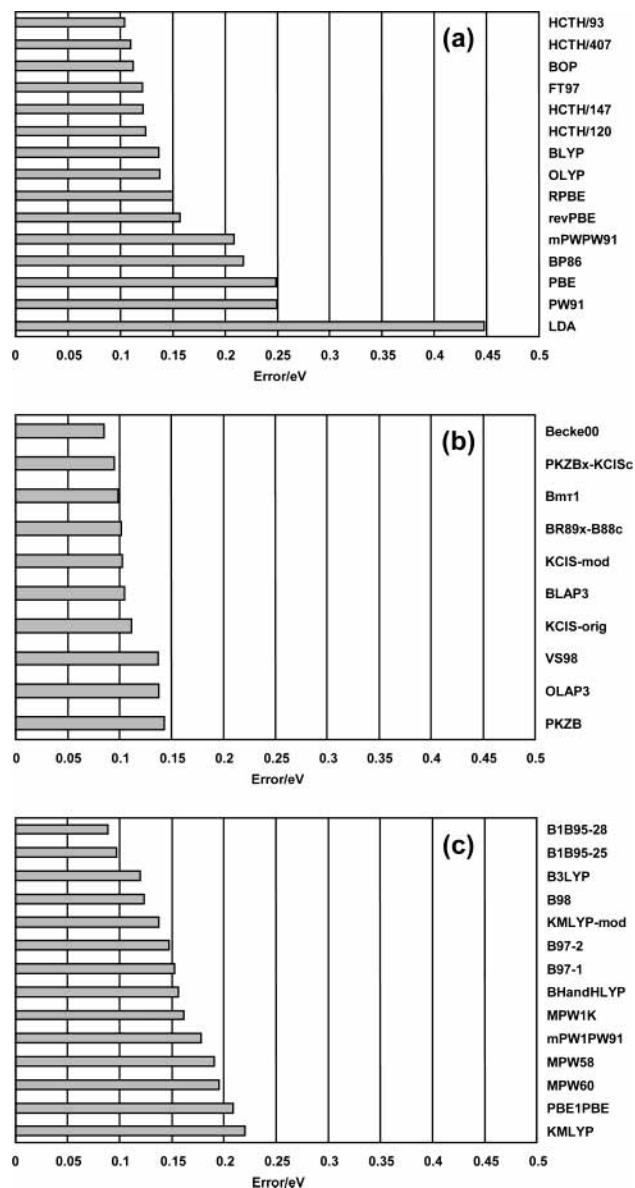 (a)
HCTH/93
HCTH/407
BOP
FT97
HCTH/147
HCTH/120
BLYP
OLYP
RPBE
revPBE
mPWPW91
BP86
PBE
PW91
LDA
0 0.05 0.1 0.15 0.2 0.25 0.3 0.35 0.4 0.45 0.5
Error/eV
(b)
Becke00
PKZBx-KCISc
Bmτ1
BR89x-B88c
KCIS-mod
BLAP3
KCIS-orig
VS98
OLAP3
PKZB
0 0.05 0.1 0.15 0.2 0.25 0.3 0.35 0.4 0.45 0.5
Error/eV
(c)
B1B95-28
B1B95-25
B3LYP
B98
KMLYP-mod
B97-2
B97-1
BHandHLYP
MPW1K
mPW1PW91
MPW58
MPW60
PBE1PBE
KMLYP
0 0.05 0.1 0.15 0.2 0.25 0.3 0.35 0.4 0.45 0.5
Error/eV